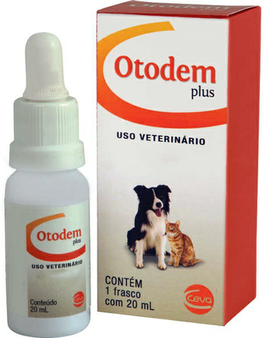 Otodem
plus
USO VETERINÁRIO
CONTÉM
1 frasco
com 20 mL
Ceva
Otodem
plus
USO VETERINÁRIO
Conteúdo
20 mL